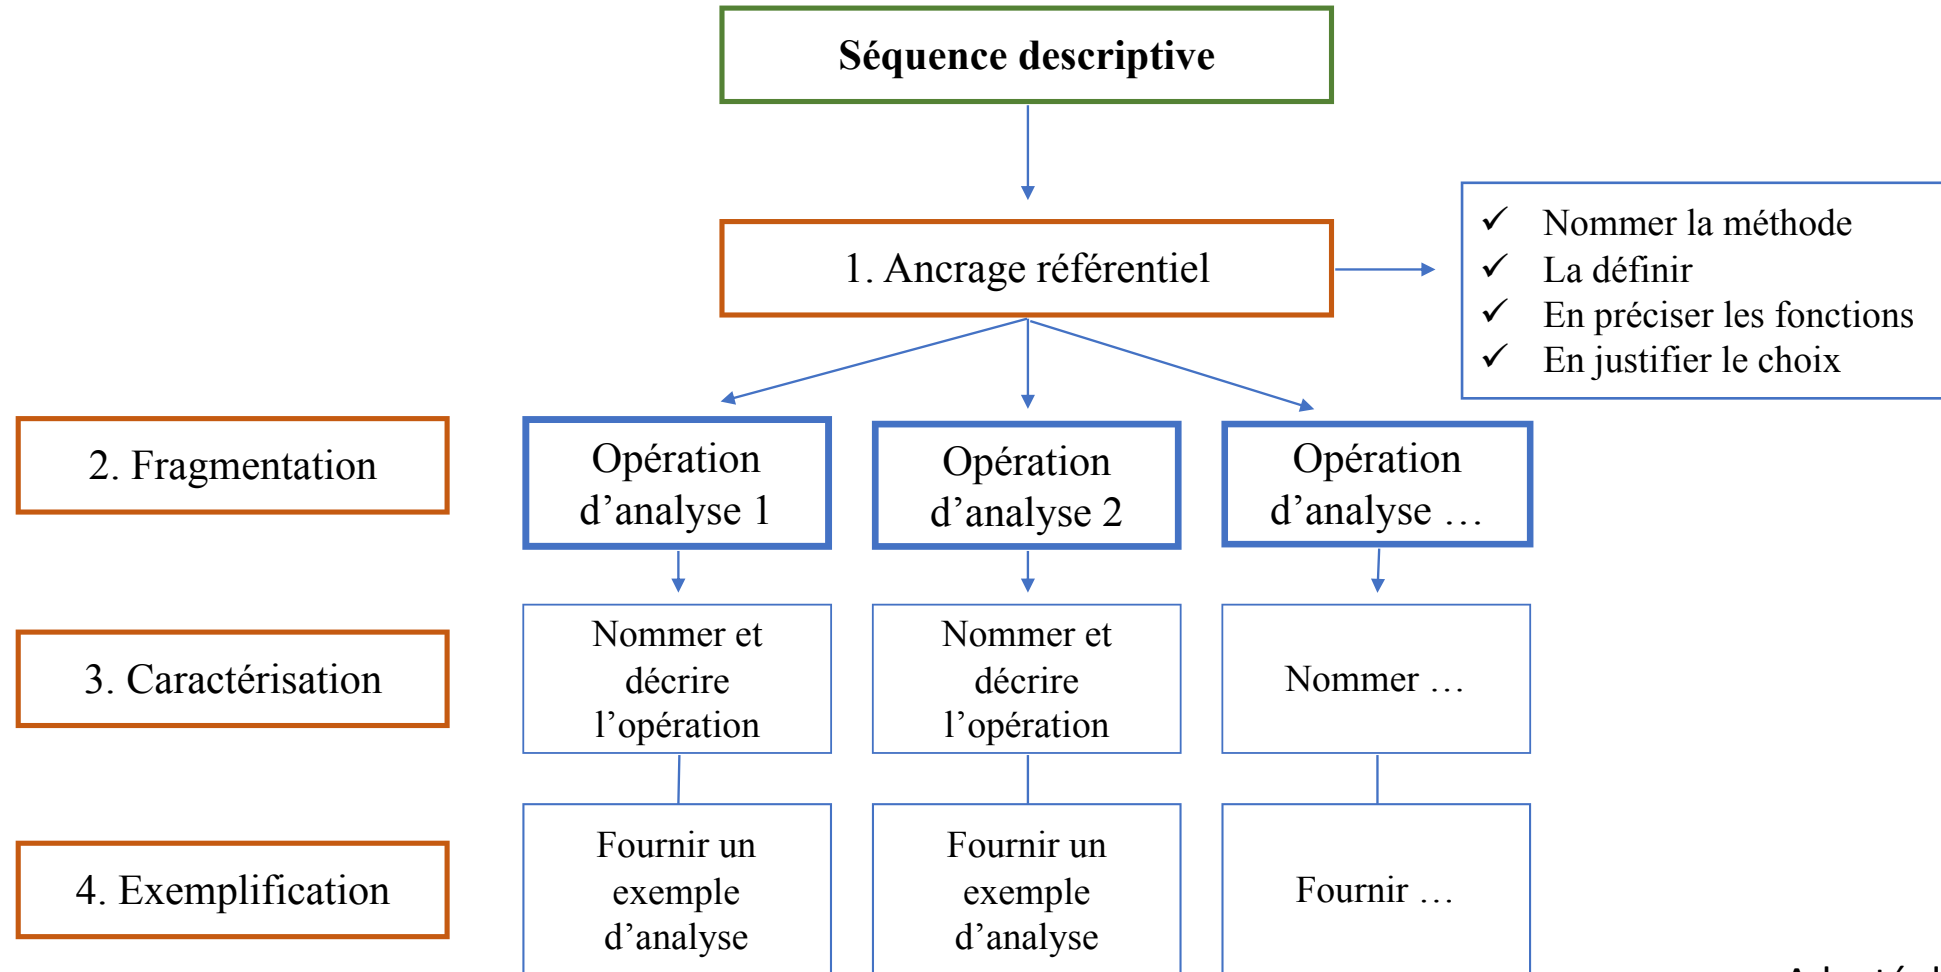 Séquence descriptive
1. Ancrage référentiel
✓ Nommer la méthode
✓ La définir
✓ En préciser les fonctions
✓ En justifier le choix
2. Fragmentation
Opération
d’analyse 1
Opération
d’analyse 2
Opération
d’analyse …
3. Caractérisation
Nommer et
décrire
l’opération
Nommer et
décrire
l’opération
Nommer …
4. Exemplification
Fournir un
exemple
d’analyse
Fournir un
exemple
d’analyse
Fournir …